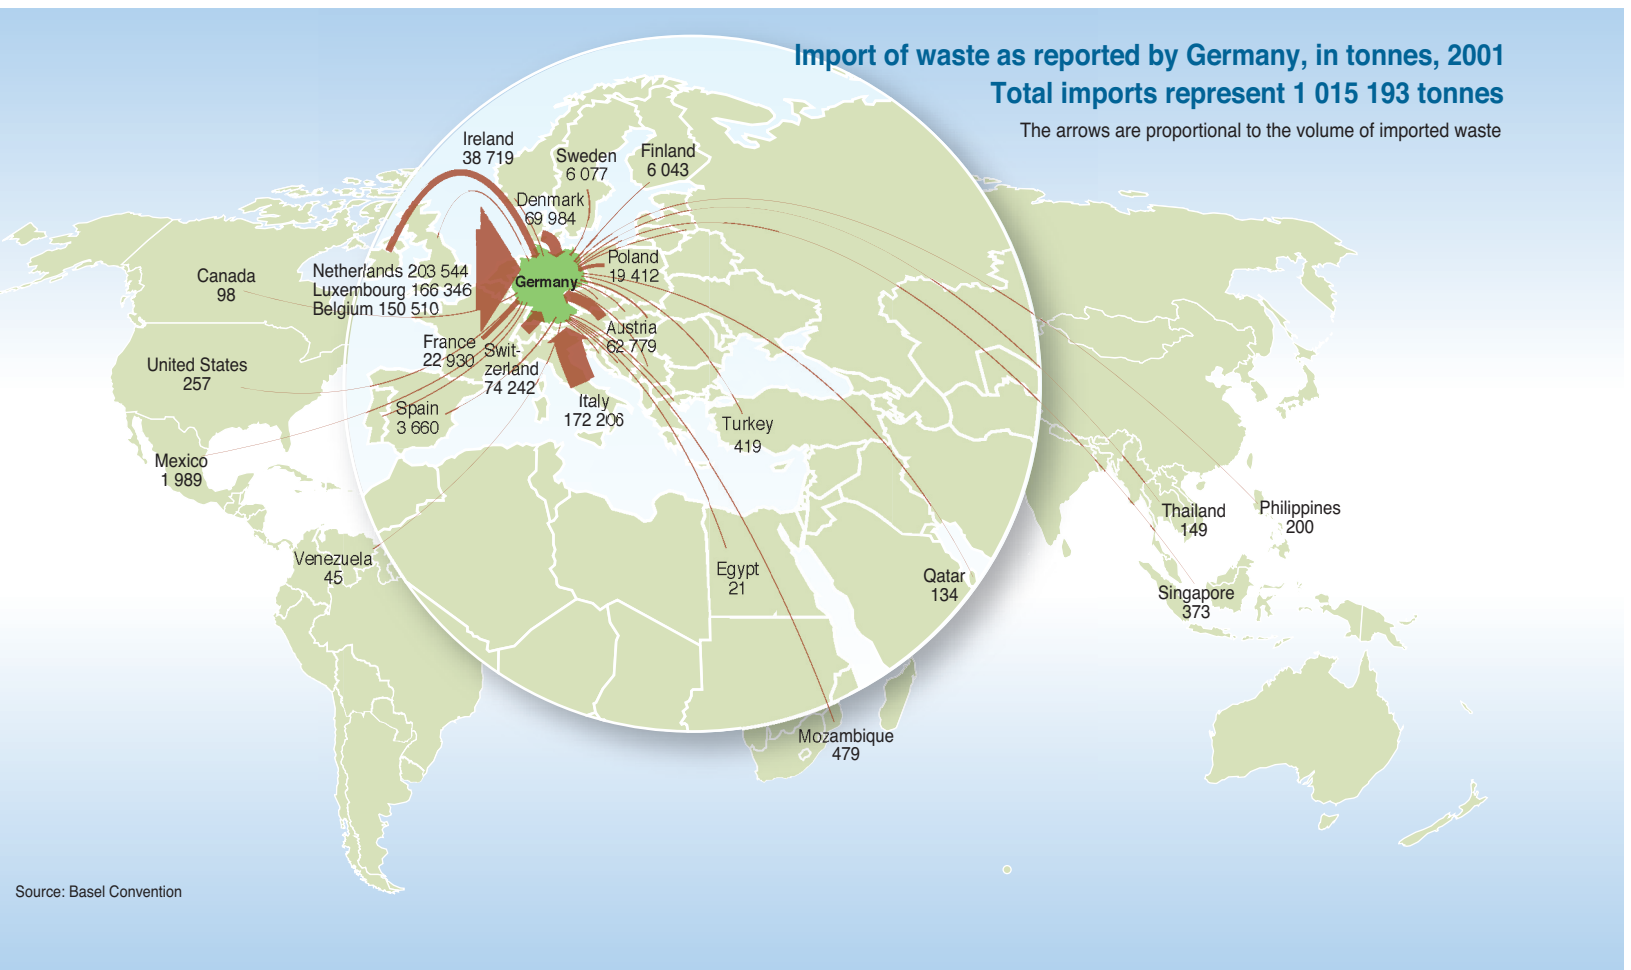 Import of waste as reported by Germany, in tonnes, 2001
Total imports represent 1 015 193 tonnes
The arrows are proportional to the volume of imported waste
Ireland
38 719
Sweden
6 077
Finland
6 043
Denmark
69 984
Poland
19 412
Germany
Canada
98
Netherlands 203 544
Luxembourg 166 346
Belgium 150 510
Austria
62 779
France
22 930
Swit-
zerland
74 242
United States
257
Italy
172 206
Spain
3 660
Turkey
419
Mexico
1 989
Thailand
149
Philippines
200
Venezuela
45
Egypt
21
Qatar
134
Singapore
373
Mozambique
479
Source: Basel Convention